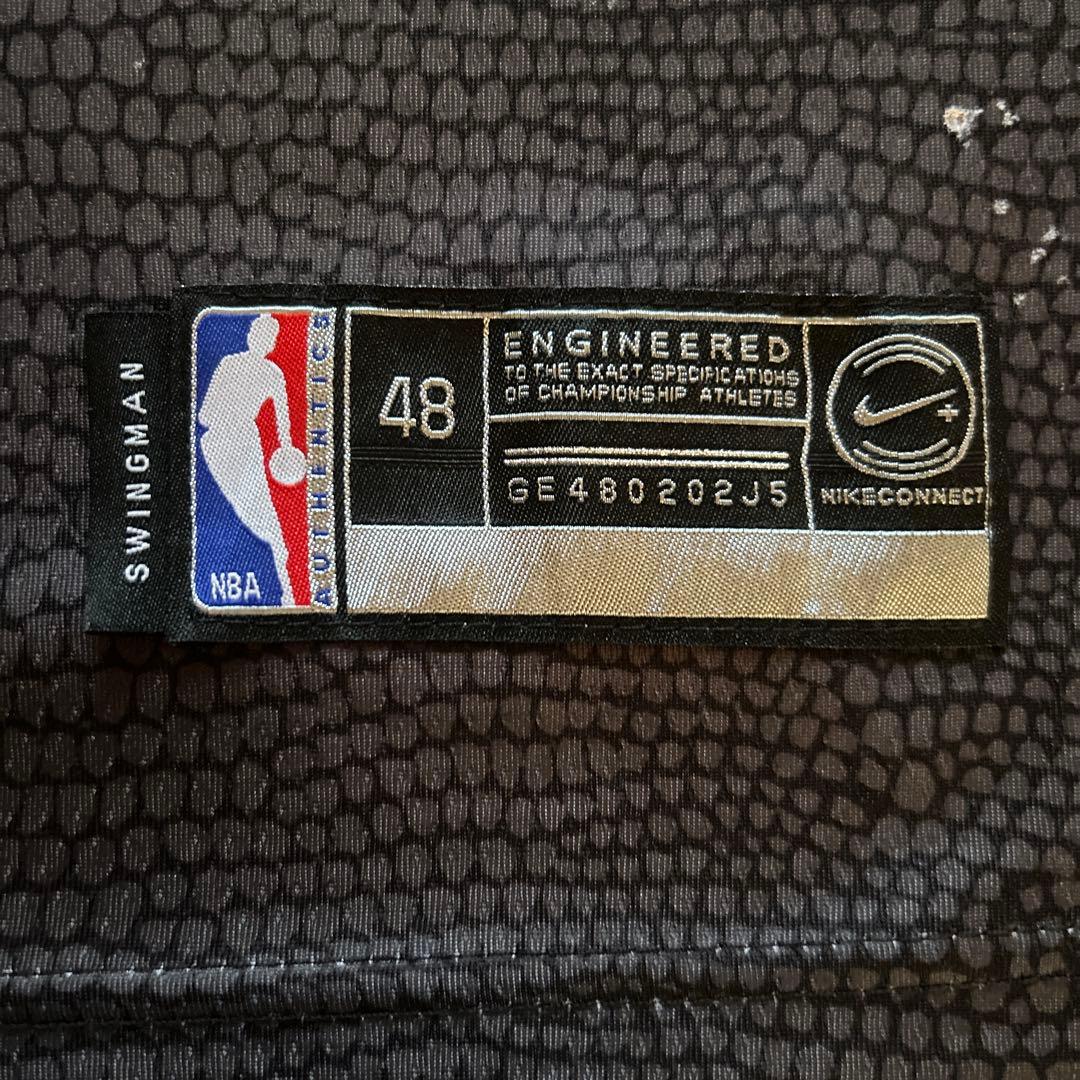 SWINGMAN
NBA
AUTHENTICS
48
ENGINEERED
TO THE EXACT SPECIFICATIONS
OF CHAMPIONSHIP ATHLETES
GE480202J5
+
NIKECONNECT